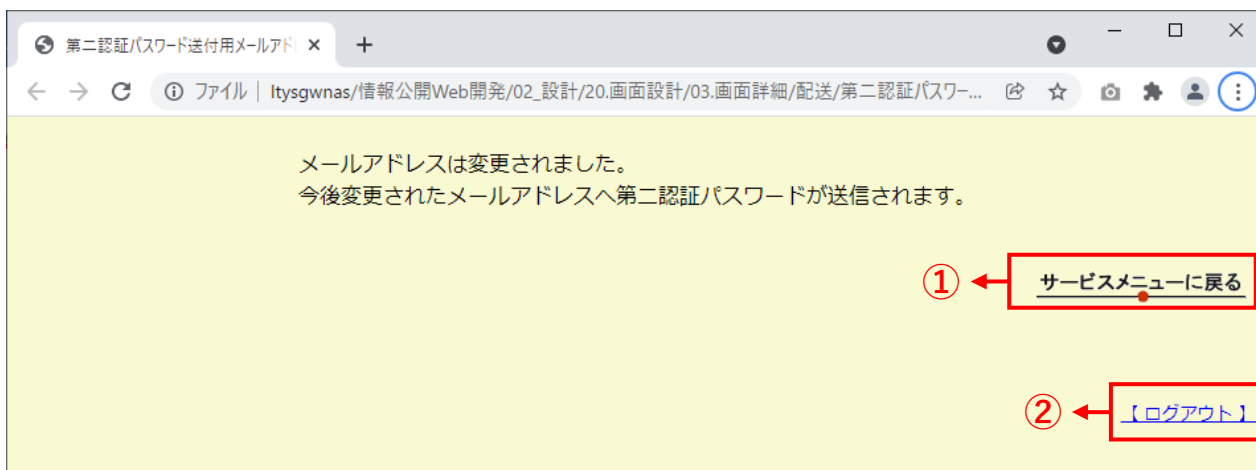 第二認証パスワード送付用メールアド
ファイル | ltysgwnas/情報公開Web開発/02_設計/20.画面設計/03.画面詳細/配送/第二認証パスワー...
メールアドレスは変更されました。
今後変更されたメールアドレスへ第二認証パスワードが送信されます。
① サービスメニューに戻る
② 【 ログアウト 】